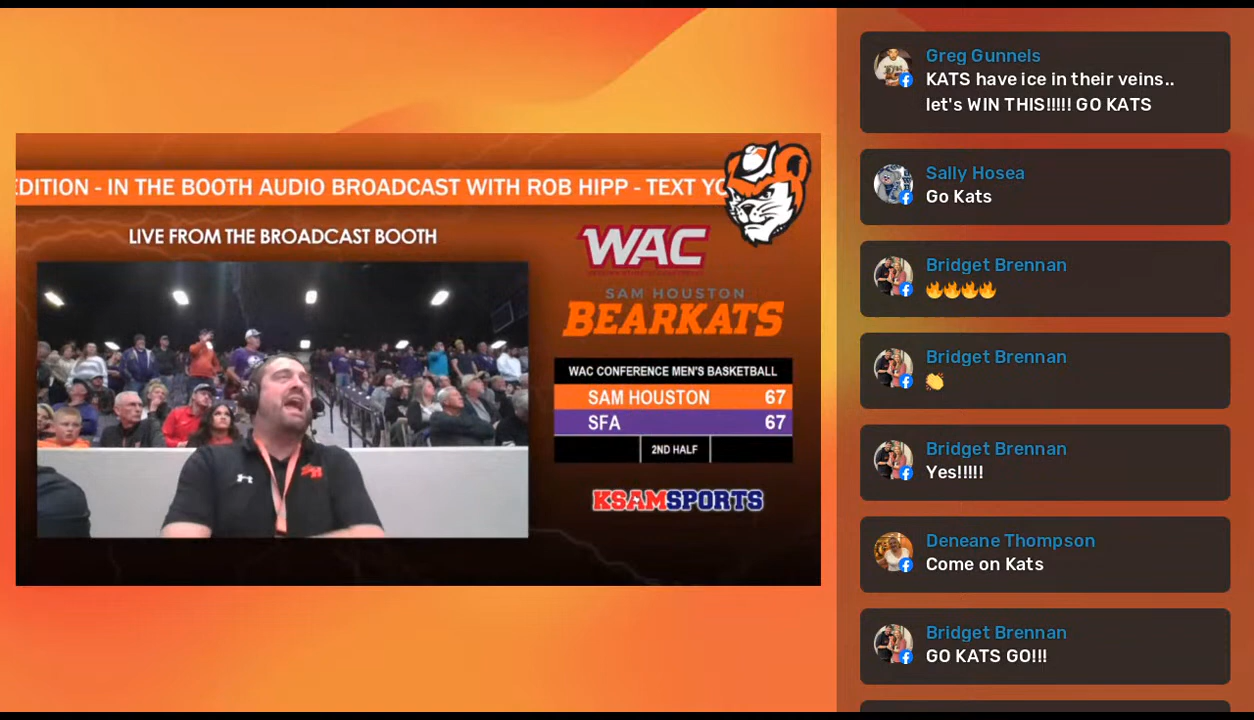 EDITION - IN THE BOOTH AUDIO BROADCAST WITH ROB HIPP - TEXT YO
LIVE FROM THE BROADCAST BOOTH
WAC
SAM HOUSTON
BEARKATS
WAC CONFERENCE MEN'S BASKETBALL
SAM HOUSTON 67
SFA 67
2ND HALF
KSAMSPORTS
Greg Gunnels
KATS have ice in their veins..
let's WIN THIS!!!!! GO KATS
Sally Hosea
Go Kats
Bridget Brennan
🔥🔥🔥🔥
Bridget Brennan
👏
Bridget Brennan
Yes!!!!!
Deneane Thompson
Come on Kats
Bridget Brennan
GO KATS GO!!!